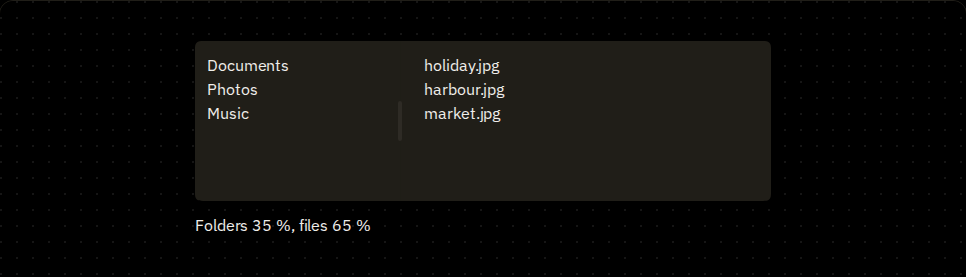 Documents
Photos
Music
holiday.jpg
harbour.jpg
market.jpg
Folders 35 %, files 65 %